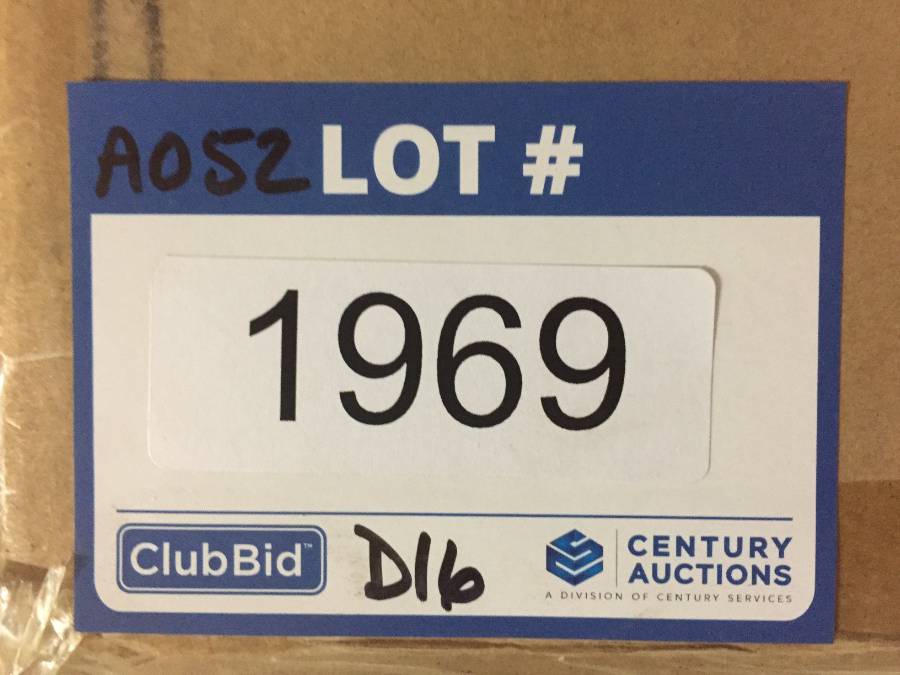 A052 LOT #
1969
ClubBid™ D16 CENTURY
AUCTIONS
A DIVISION OF CENTURY SERVICES